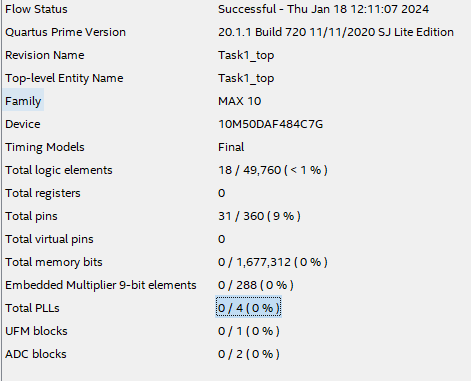 Flow Status Successful - Thu Jan 18 12:11:07 2024
Quartus Prime Version 20.1.1 Build 720 11/11/2020 SJ Lite Edition
Revision Name Task1_top
Top-level Entity Name Task1_top
Family MAX 10
Device 10M50DAF484C7G
Timing Models Final
Total logic elements 18 / 49,760 ( < 1 % )
Total registers 0
Total pins 31 / 360 ( 9 % )
Total virtual pins 0
Total memory bits 0 / 1,677,312 ( 0 % )
Embedded Multiplier 9-bit elements 0 / 288 ( 0 % )
Total PLLs 0 / 4 ( 0 % )
UFM blocks 0 / 1 ( 0 % )
ADC blocks 0 / 2 ( 0 % )